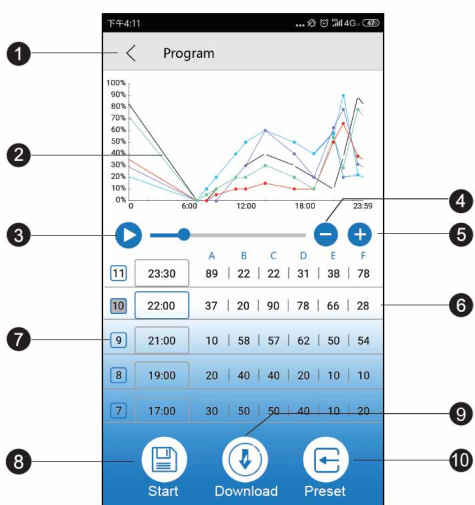 下午4:11 ... 4G 47
1 Program
100%
90%
80%
70%
60%
2 50%
40%
30%
20%
10%
0%
0 6:00 12:00 18:00 23:59
4
3 5
A B C D E F
11 23:30 89 | 22 | 22 | 31 | 38 | 78
10 22:00 37 | 20 | 90 | 78 | 66 | 28 6
7 9 21:00 10 | 58 | 57 | 62 | 50 | 54
8 19:00 20 | 40 | 40 | 20 | 10 | 10
7 17:00 30 | 50 | 50 | 40 | 10 | 20
9
8 10
Start Download Preset